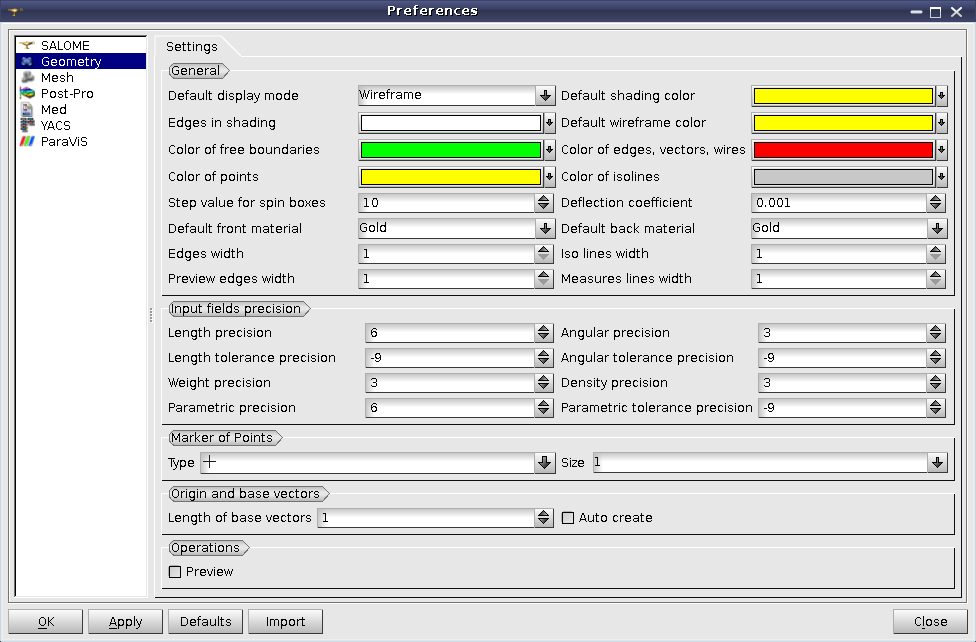 Preferences
SALOME
Geometry
Mesh
Post-Pro
Med
YACS
ParaViS
Settings
General
Default display mode Wireframe Default shading color
Edges in shading Default wireframe color
Color of free boundaries Color of edges, vectors, wires
Color of points Color of isolines
Step value for spin boxes 10 Deflection coefficient 0.001
Default front material Gold Default back material Gold
Edges width 1 Iso lines width 1
Preview edges width 1 Measures lines width 1
Input fields precision
Length precision 6 Angular precision 3
Length tolerance precision -9 Angular tolerance precision -9
Weight precision 3 Density precision 3
Parametric precision 6 Parametric tolerance precision -9
Marker of Points
Type Size 1
Origin and base vectors
Length of base vectors 1 Auto create
Operations
Preview
OK Apply Defaults Import Close